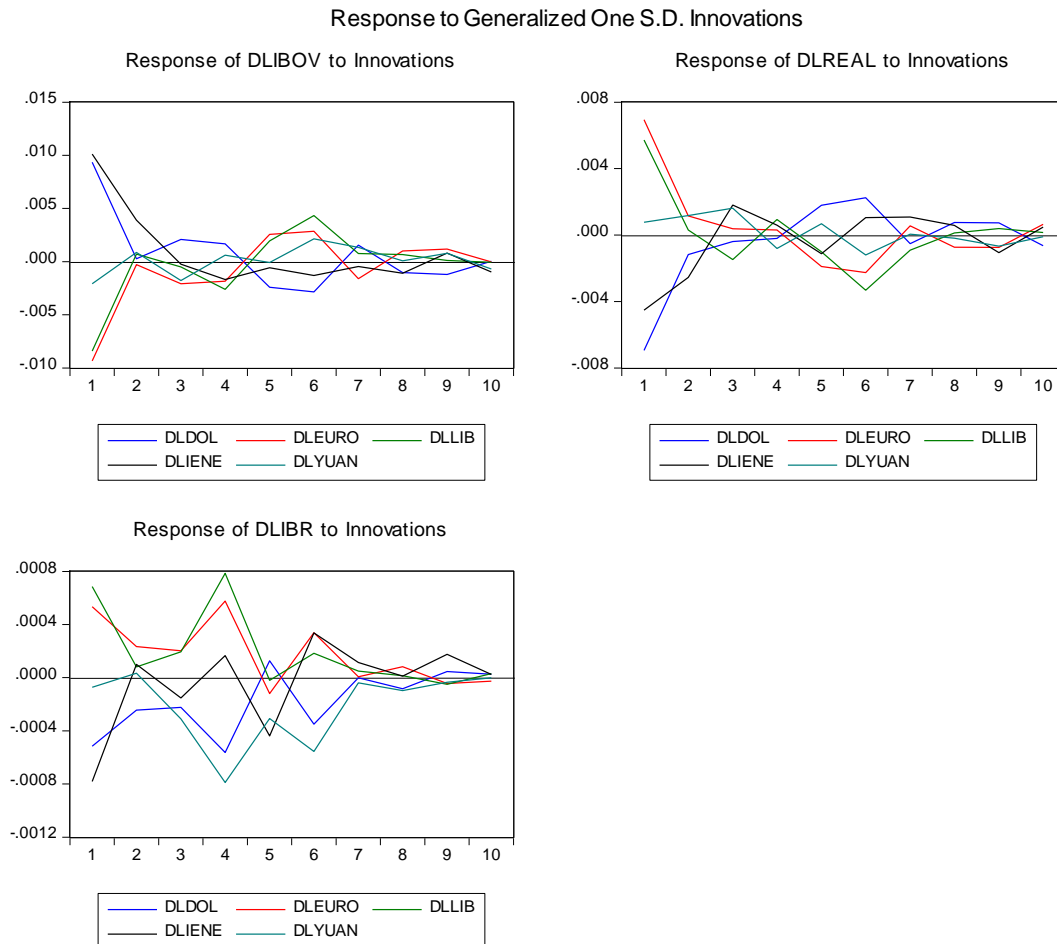 Response to Generalized One S.D. Innovations
Response of DLIBOV to Innovations
.015
.010
.005
.000
-.005
-.010
1 2 3 4 5 6 7 8 9 10
DLDOL DLEURO DLLIB
DLIENE DLYUAN
Response of DLREAL to Innovations
.008
.004
.000
-.004
-.008
1 2 3 4 5 6 7 8 9 10
DLDOL DLEURO DLLIB
DLIENE DLYUAN
Response of DLIBR to Innovations
.0008
.0004
.0000
-.0004
-.0008
-.0012
1 2 3 4 5 6 7 8 9 10
DLDOL DLEURO DLLIB
DLIENE DLYUAN